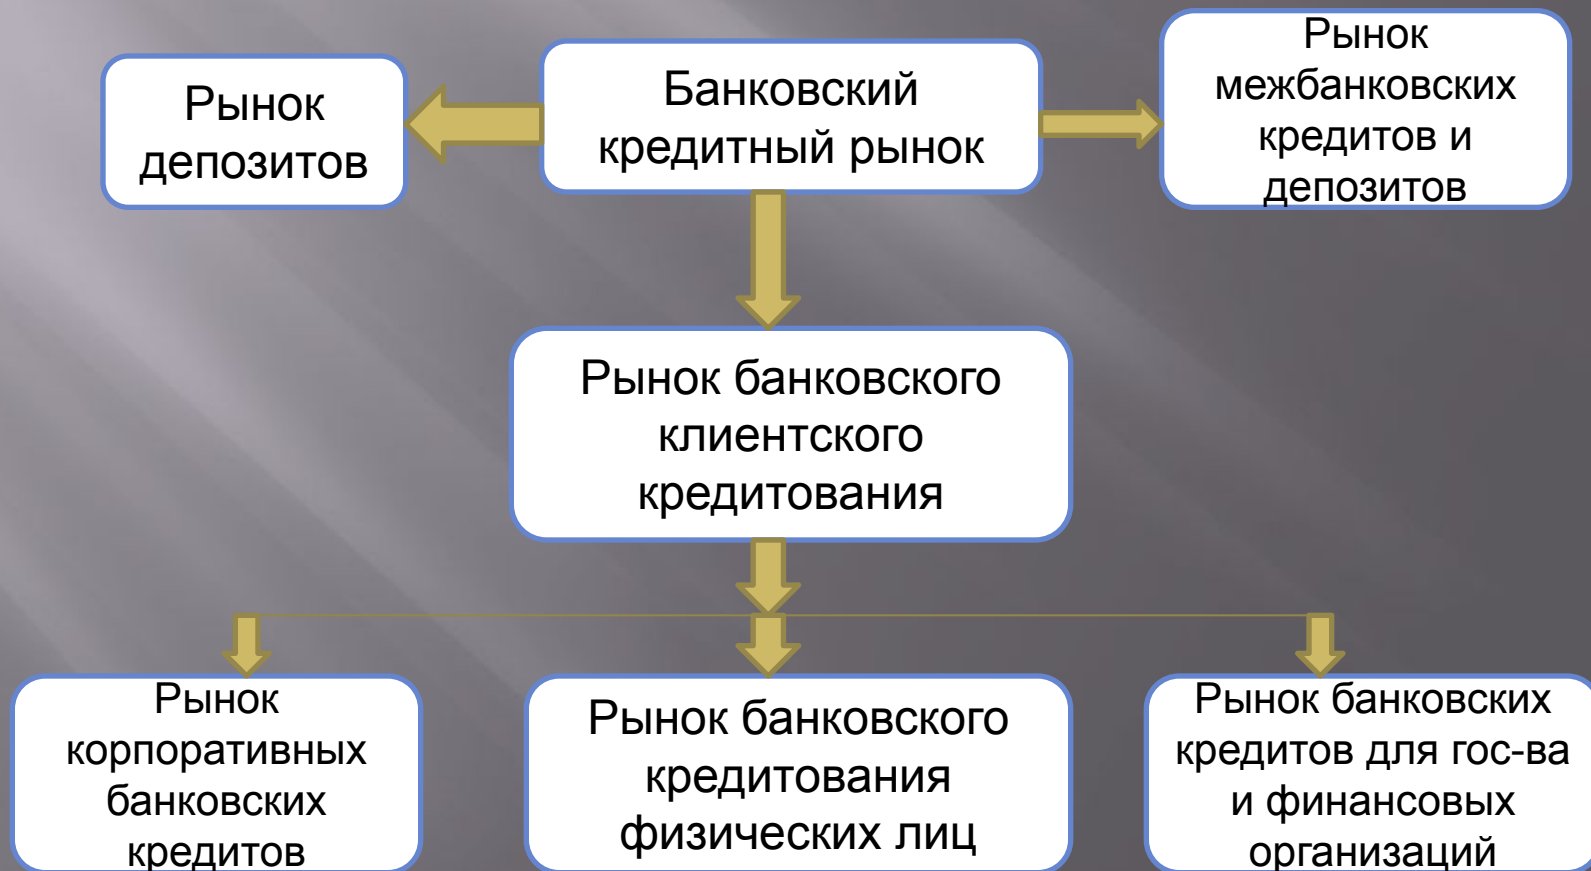 Рынок
депозитов
Банковский
кредитный рынок
Рынок
межбанковских
кредитов и
депозитов
Рынок банковского
клиентского
кредитования
Рынок
корпоративных
банковских
кредитов
Рынок банковского
кредитования
физических лиц
Рынок банковских
кредитов для гос-ва
и финансовых
организаций